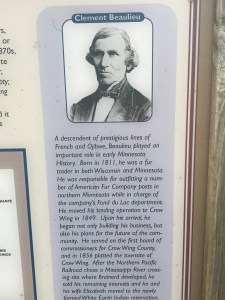 Clement Beaulieu
A descendent of prestigious lines of
French and Ojibwe, Beaulieu played an
important role in early Minnesota
History. Born in 1811, he was a fur
trader in both Wisconsin and Minnesota.
He was responsible for outfitting a num-
ber of American Fur Company posts in
northern Minnesota while in charge of
the company's Fond du Lac department.
He moved his trading operation to Crow
Wing in 1849. Upon his arrival, he
began not only building his business, but
also his plans for the future of the com-
munity. He served on the first board of
commissioners for Crow Wing County,
and in 1856 platted the townsite of
Crow Wing. After the Northern Pacific
Railroad chose a Mississippi River cross-
ing site where Brainerd developed, he
sold his remaining interests and he and
his wife Elizabeth moved to the newly
formed White Earth Indian reservation
rs,
or
870s,
ite
r,
ty;
ng
d it
s